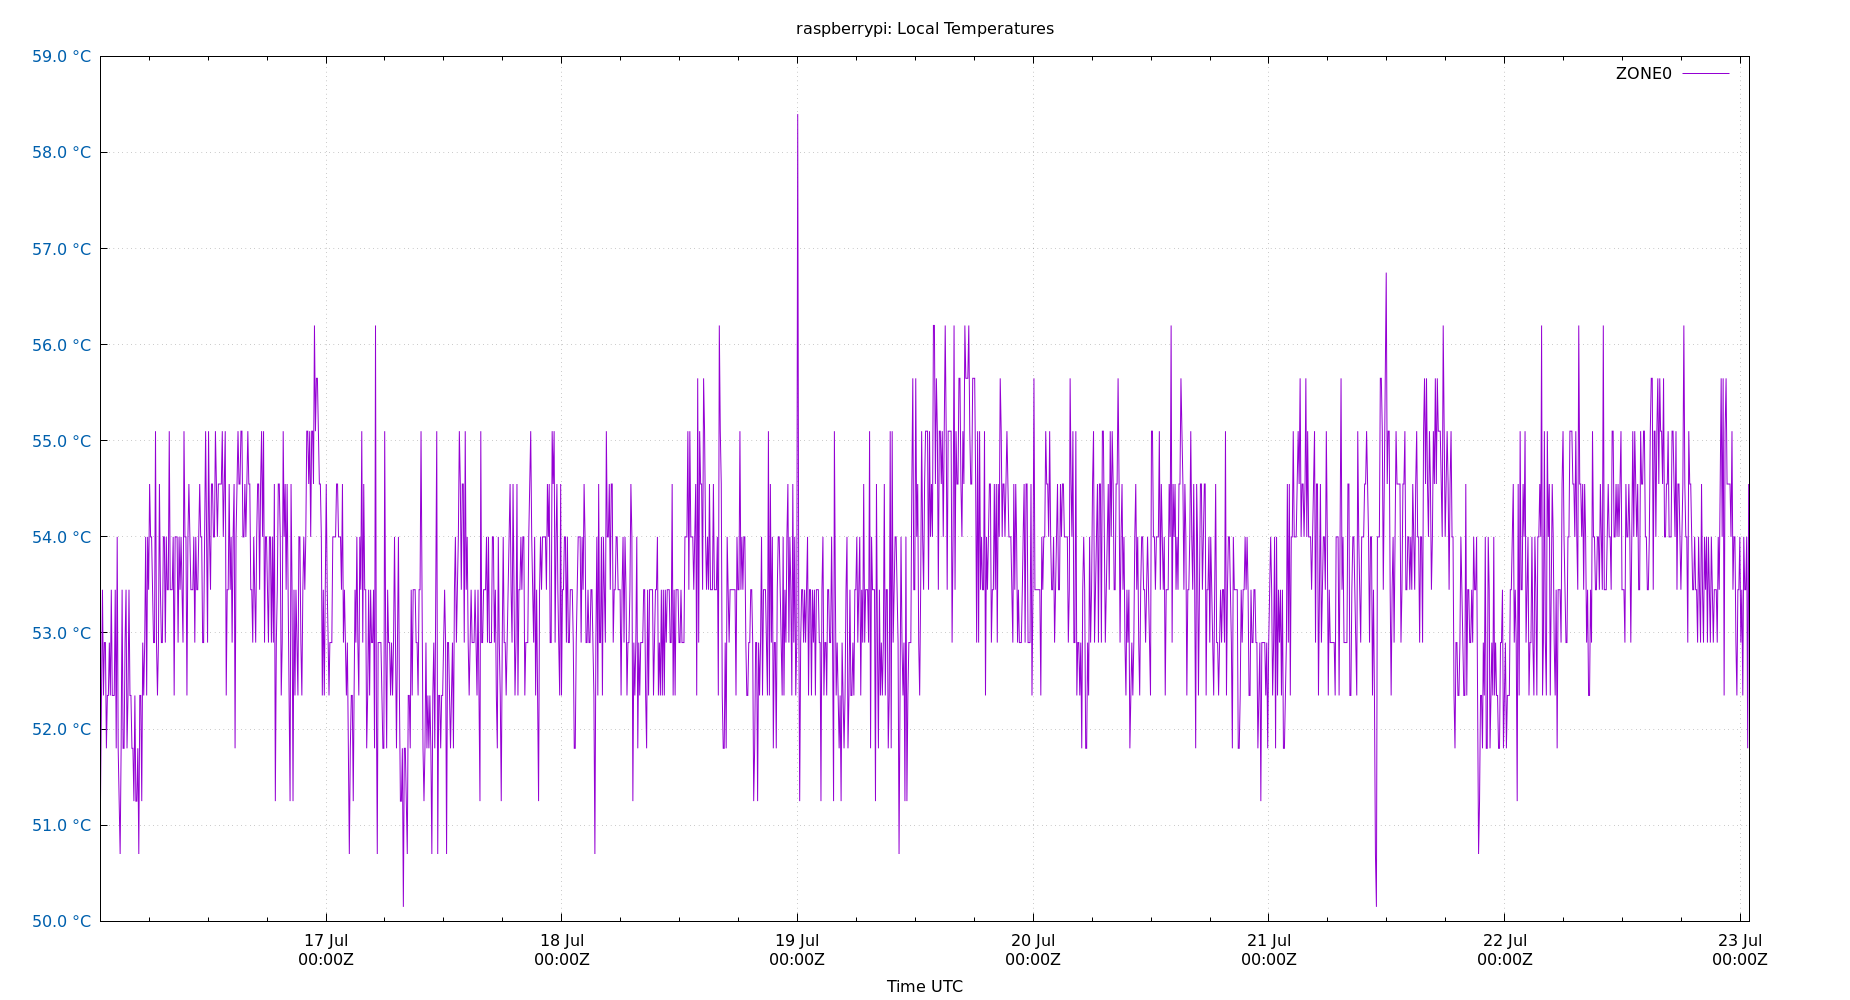 raspberrypi: Local Temperatures
59.0 °C
ZONE0
58.0 °C
57.0 °C
56.0 °C
55.0 °C
54.0 °C
53.0 °C
52.0 °C
51.0 °C
50.0 °C
17 Jul 18 Jul 19 Jul 20 Jul 21 Jul 22 Jul 23 Jul
00:00Z 00:00Z 00:00Z 00:00Z 00:00Z 00:00Z 00:00Z
Time UTC